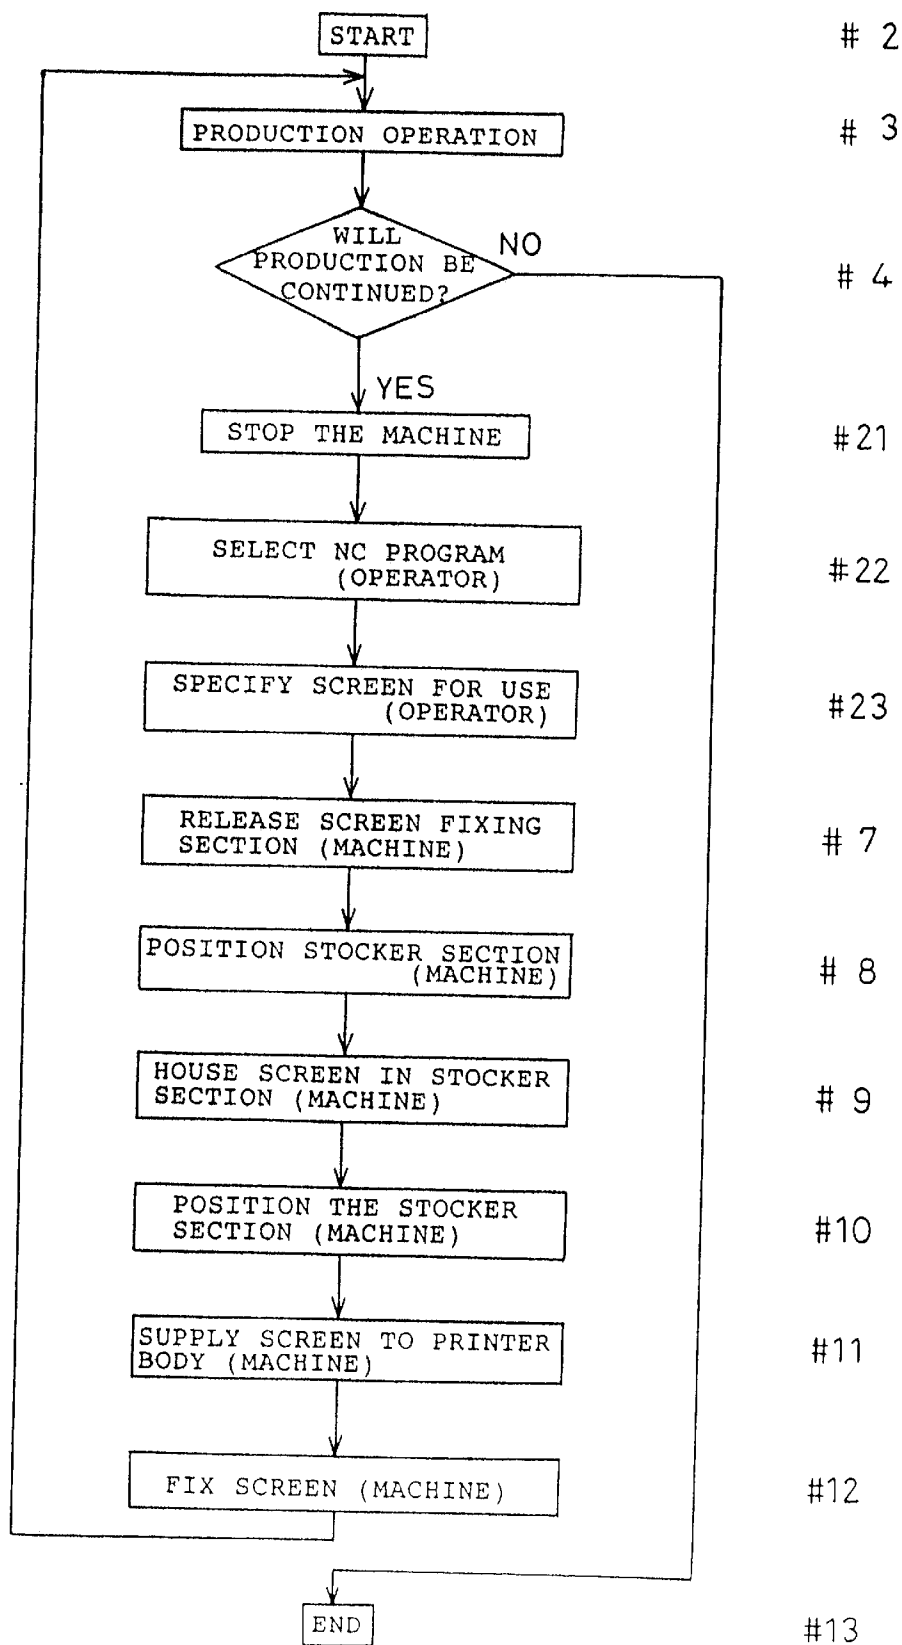 START
# 2
PRODUCTION OPERATION
# 3
WILL
PRODUCTION BE
CONTINUED?
NO
# 4
YES
STOP THE MACHINE
#21
SELECT NC PROGRAM
(OPERATOR)
#22
SPECIFY SCREEN FOR USE
(OPERATOR)
#23
RELEASE SCREEN FIXING
SECTION (MACHINE)
# 7
POSITION STOCKER SECTION
(MACHINE)
# 8
HOUSE SCREEN IN STOCKER
SECTION (MACHINE)
# 9
POSITION THE STOCKER
SECTION (MACHINE)
#10
SUPPLY SCREEN TO PRINTER
BODY (MACHINE)
#11
FIX SCREEN (MACHINE)
#12
END
#13